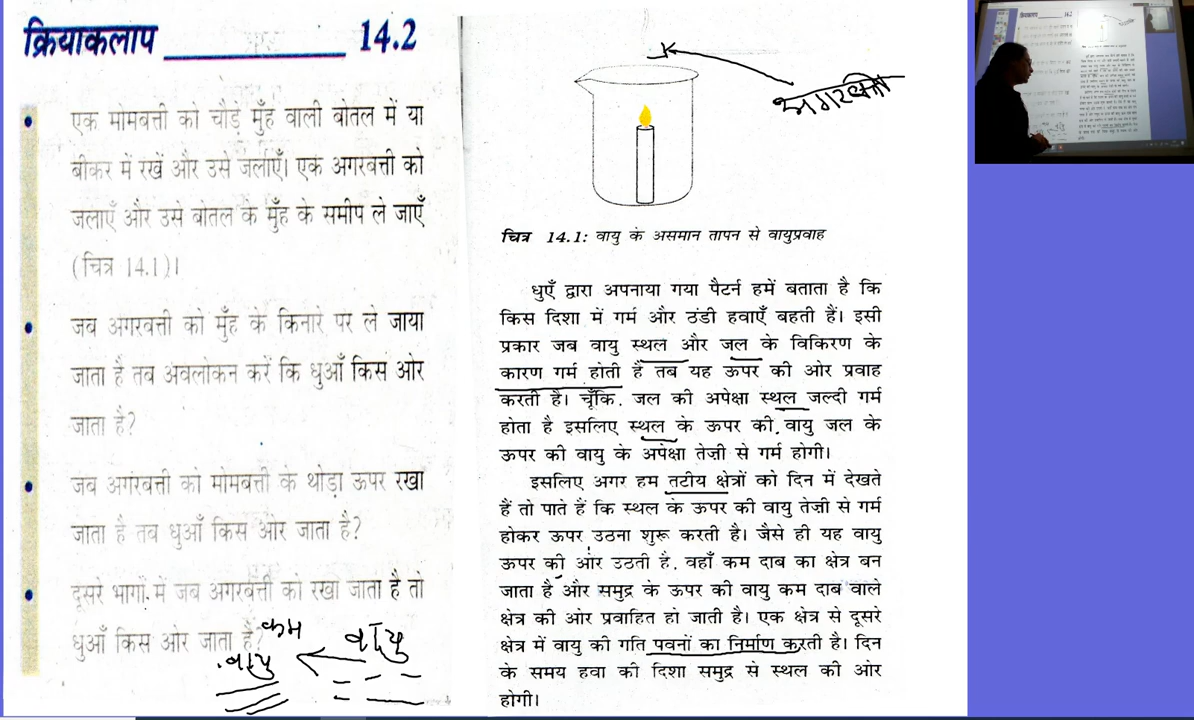 क्रियाकलाप 14.2
एक मोमबत्ती को चौड़े मुँह वाली बोतल में या
बीकर में रखें और उसे जलाएँ। एक अगरबत्ती को
जलाएँ और उसे बोतल के मुँह के समीप ले जाएँ
(चित्र 14.1)।
जब अगरबत्ती को मुँह के किनारे पर ले जाया
जाता है तब अवलोकन करें कि धुआँ किस ओर
जाता है?
जब अगरबत्ती को मोमबत्ती के थोड़ा ऊपर रखा
जाता है तब धुआँ किस ओर जाता है?
दूसरे भागों में जब अगरबत्ती को रखा जाता है तो
धुआँ किस ओर जाता है?
कम वायु
वायु
अगरबत्ती
चित्र 14.1: वायु के असमान तापन से वायुप्रवाह
धुएँ द्वारा अपनाया गया पैटर्न हमें बताता है कि
किस दिशा में गर्म और ठंडी हवाएँ बहती हैं। इसी
प्रकार जब वायु स्थल और जल के विकिरण के
कारण गर्म होती है तब यह ऊपर की ओर प्रवाह
करती है। चूँकि जल की अपेक्षा स्थल जल्दी गर्म
होता है इसलिए स्थल के ऊपर की वायु जल के
ऊपर की वायु के अपेक्षा तेज़ी से गर्म होगी।
इसलिए अगर हम तटीय क्षेत्रों को दिन में देखते
हैं तो पाते हैं कि स्थल के ऊपर की वायु तेज़ी से गर्म
होकर ऊपर उठना शुरू करती है। जैसे ही यह वायु
ऊपर की ओर उठती है, वहाँ कम दाब का क्षेत्र बन
जाता है और समुद्र के ऊपर की वायु कम दाब वाले
क्षेत्र की ओर प्रवाहित हो जाती है। एक क्षेत्र से दूसरे
क्षेत्र में वायु की गति पवनों का निर्माण करती है। दिन
के समय हवा की दिशा समुद्र से स्थल की ओर
होगी।